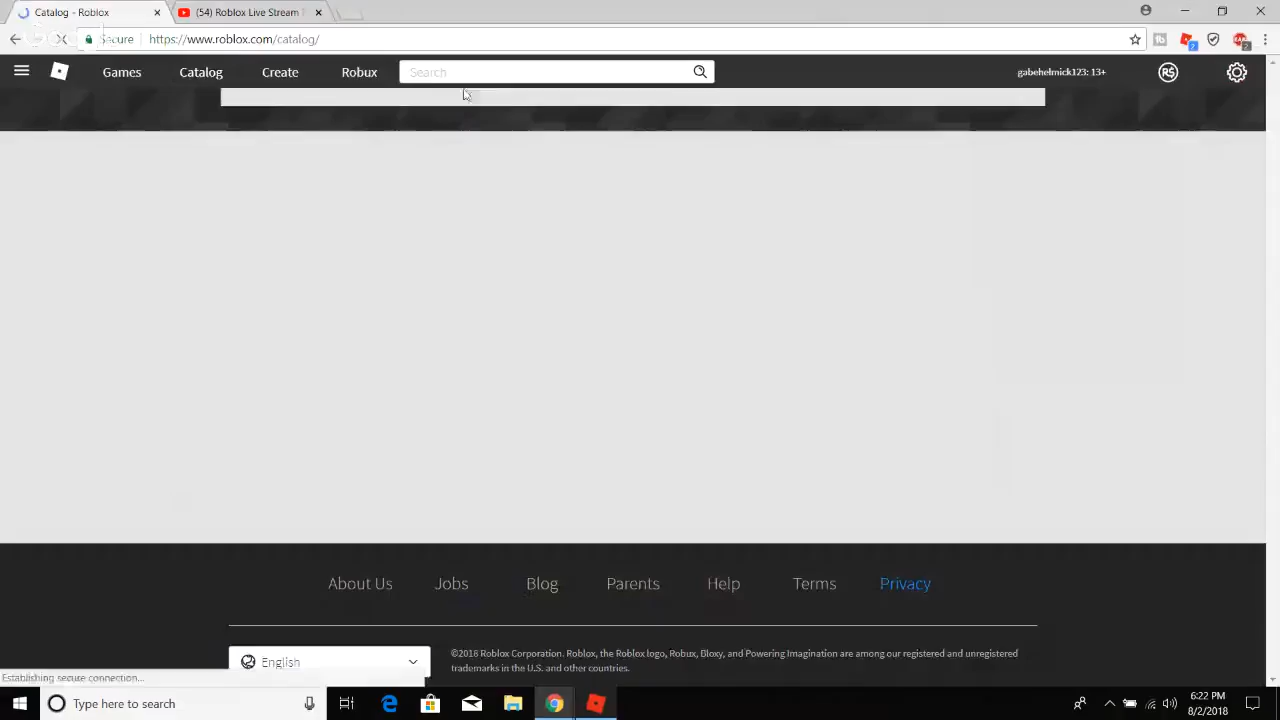 Catalog - Roblox
(54) Roblox Live Stream
Secure
https://www.roblox.com/catalog/
Games
Catalog
Create
Robux
Search
gabehelmick123: 13+
R$
About Us
Jobs
Blog
Parents
Help
Terms
Privacy
English
©2018 Roblox Corporation. Roblox, the Roblox logo, Robux, Bloxy, and Powering Imagination are among our registered and unregistered
trademarks in the U.S. and other countries.
Establishing secure connection...
Type here to search
6:22 PM
8/2/2018